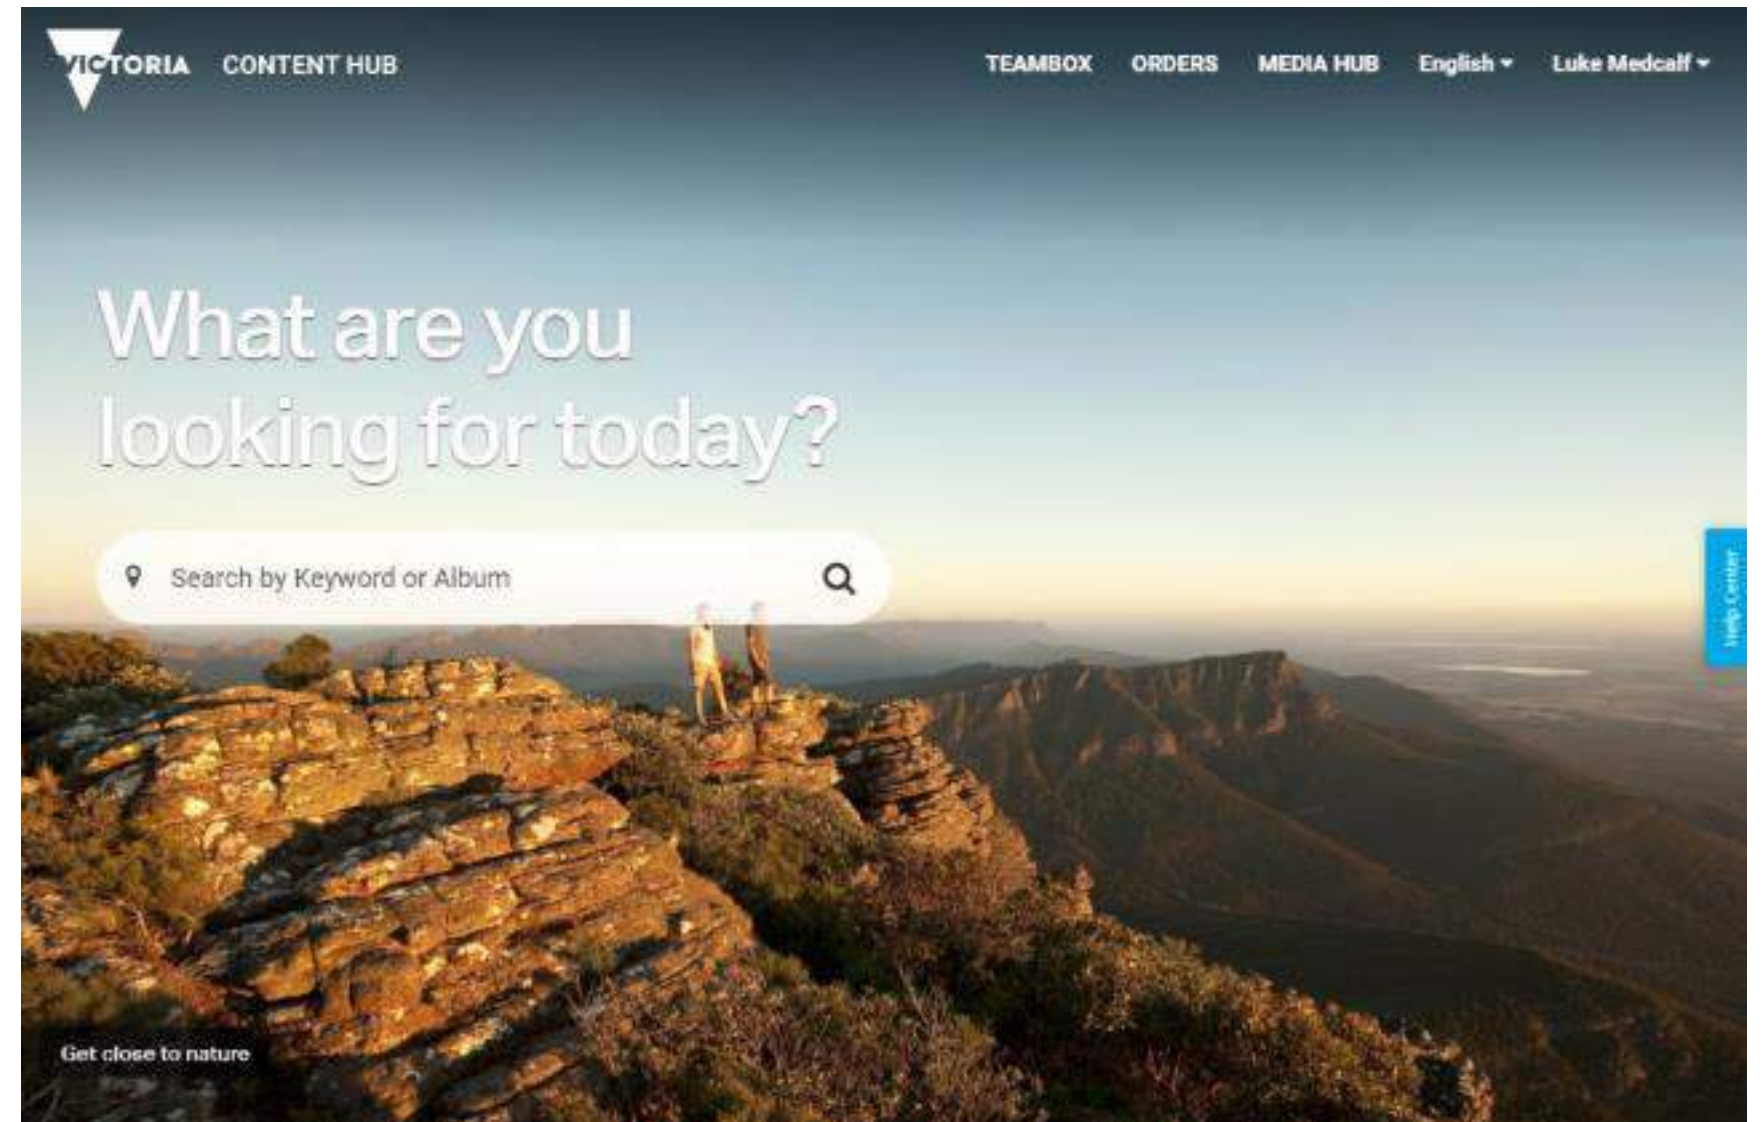 VICTORIA CONTENT HUB TEAMBOX ORDERS MEDIA HUB English Luke Medcalf
What are you
looking for today?
Search by Keyword or Album
Help Center
Get close to nature